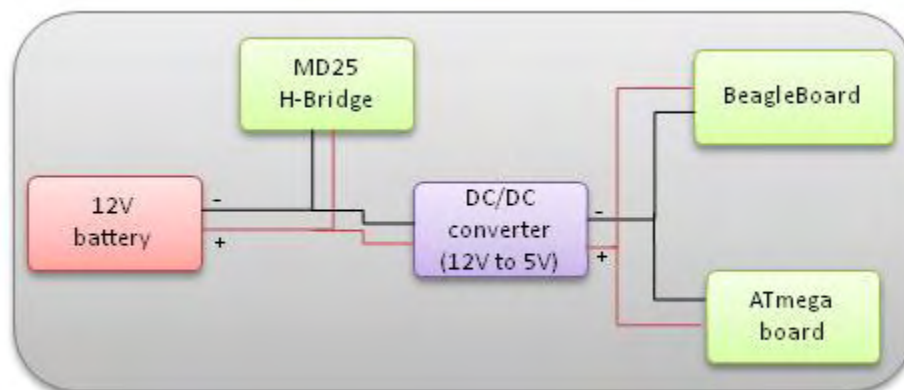 MD25
H-Bridge
BeagleBoard
12V
battery
-
+
DC/DC
converter
(12V to 5V)
-
+
ATmega
board